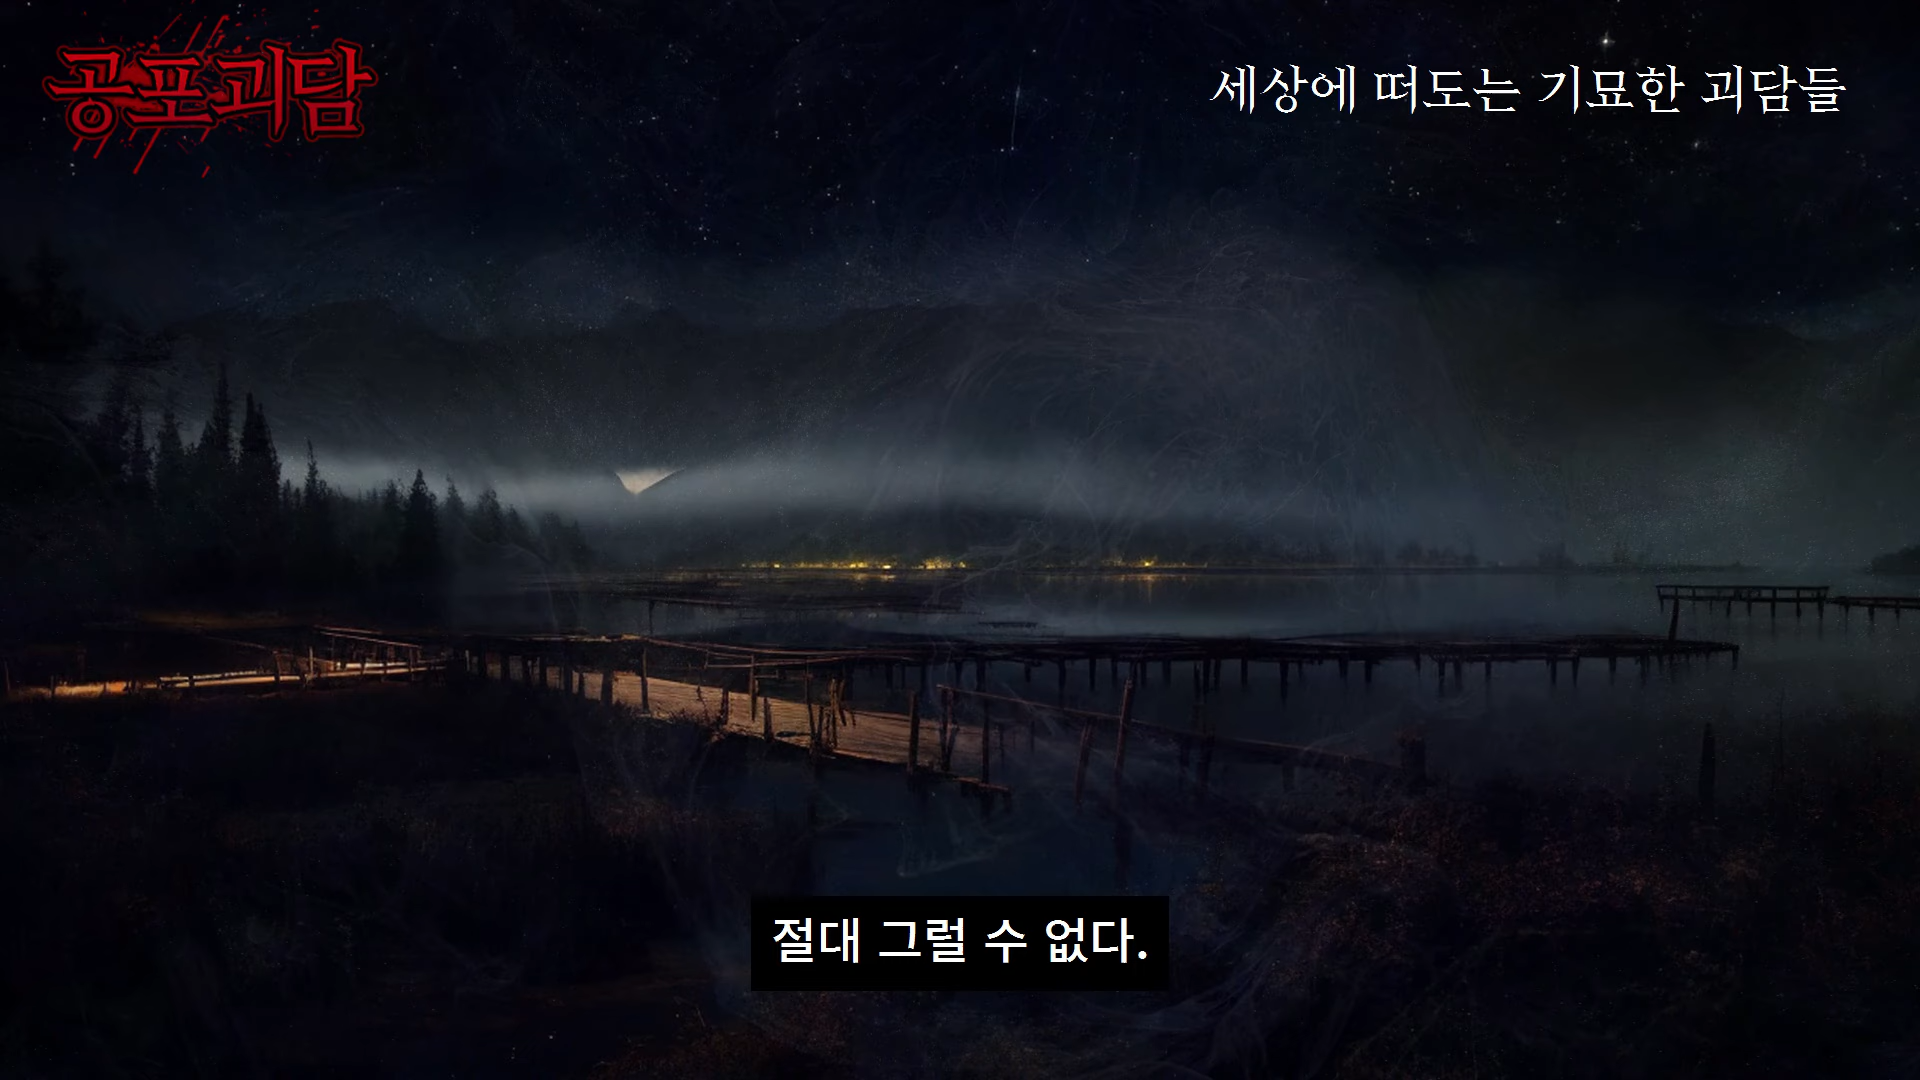 공포괴담
세상에 떠도는 기묘한 괴담들
절대 그럴 수 없다.